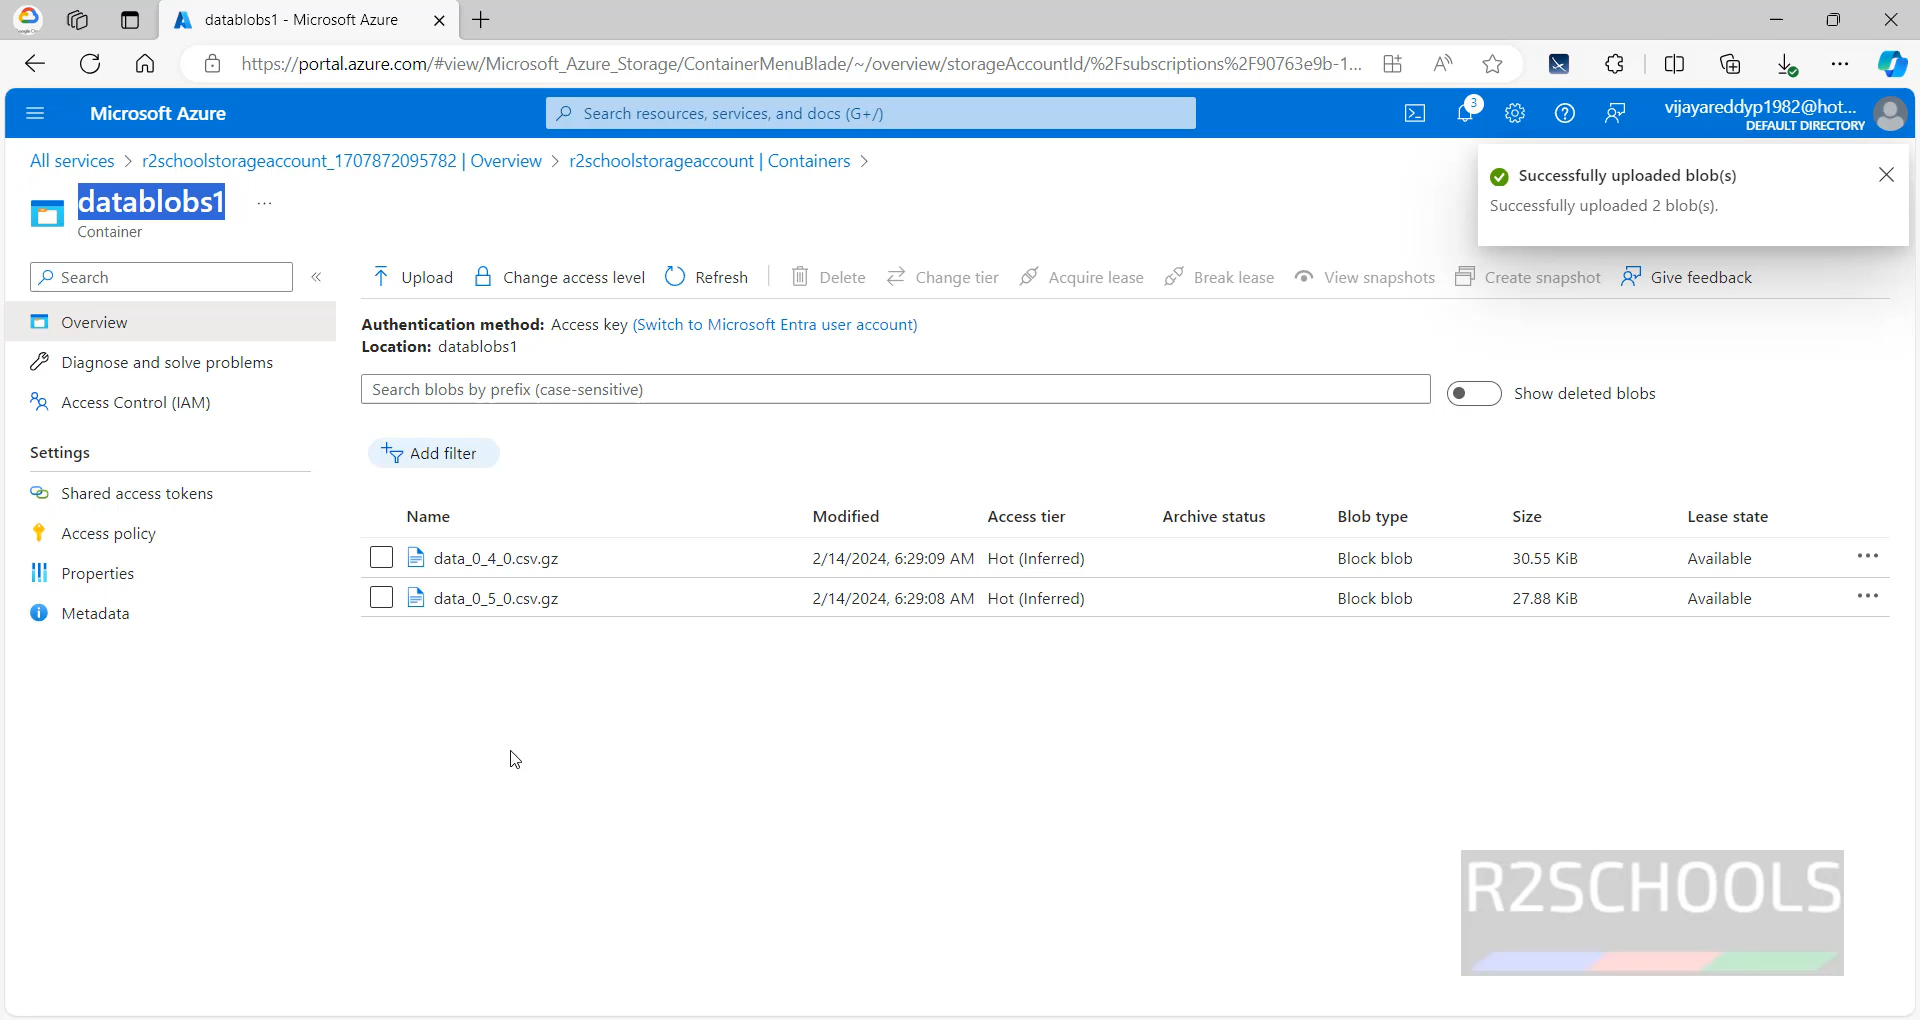 datablobs1 - Microsoft Azure
https://portal.azure.com/#view/Microsoft_Azure_Storage/ContainerMenuBlade/~/overview/storageAccountId/%2Fsubscriptions%2F90763e9b-1...
Microsoft Azure
Search resources, services, and docs (G+/)
3
vijayareddyp1982@hot...
DEFAULT DIRECTORY
All services > r2schoolstorageaccount_1707872095782 | Overview > r2schoolstorageaccount | Containers >
datablobs1 ...
Container
Successfully uploaded blob(s)
Successfully uploaded 2 blob(s).
Search
Upload Change access level Refresh Delete Change tier Acquire lease Break lease View snapshots Create snapshot Give feedback
Overview
Diagnose and solve problems
Access Control (IAM)
Settings
Shared access tokens
Access policy
Properties
Metadata
Authentication method: Access key (Switch to Microsoft Entra user account)
Location: datablobs1
Search blobs by prefix (case-sensitive)
Show deleted blobs
Add filter
Name Modified Access tier Archive status Blob type Size Lease state
data_0_4_0.csv.gz 2/14/2024, 6:29:09 AM Hot (Inferred) Block blob 30.55 KiB Available
data_0_5_0.csv.gz 2/14/2024, 6:29:08 AM Hot (Inferred) Block blob 27.88 KiB Available
R2SCHOOLS